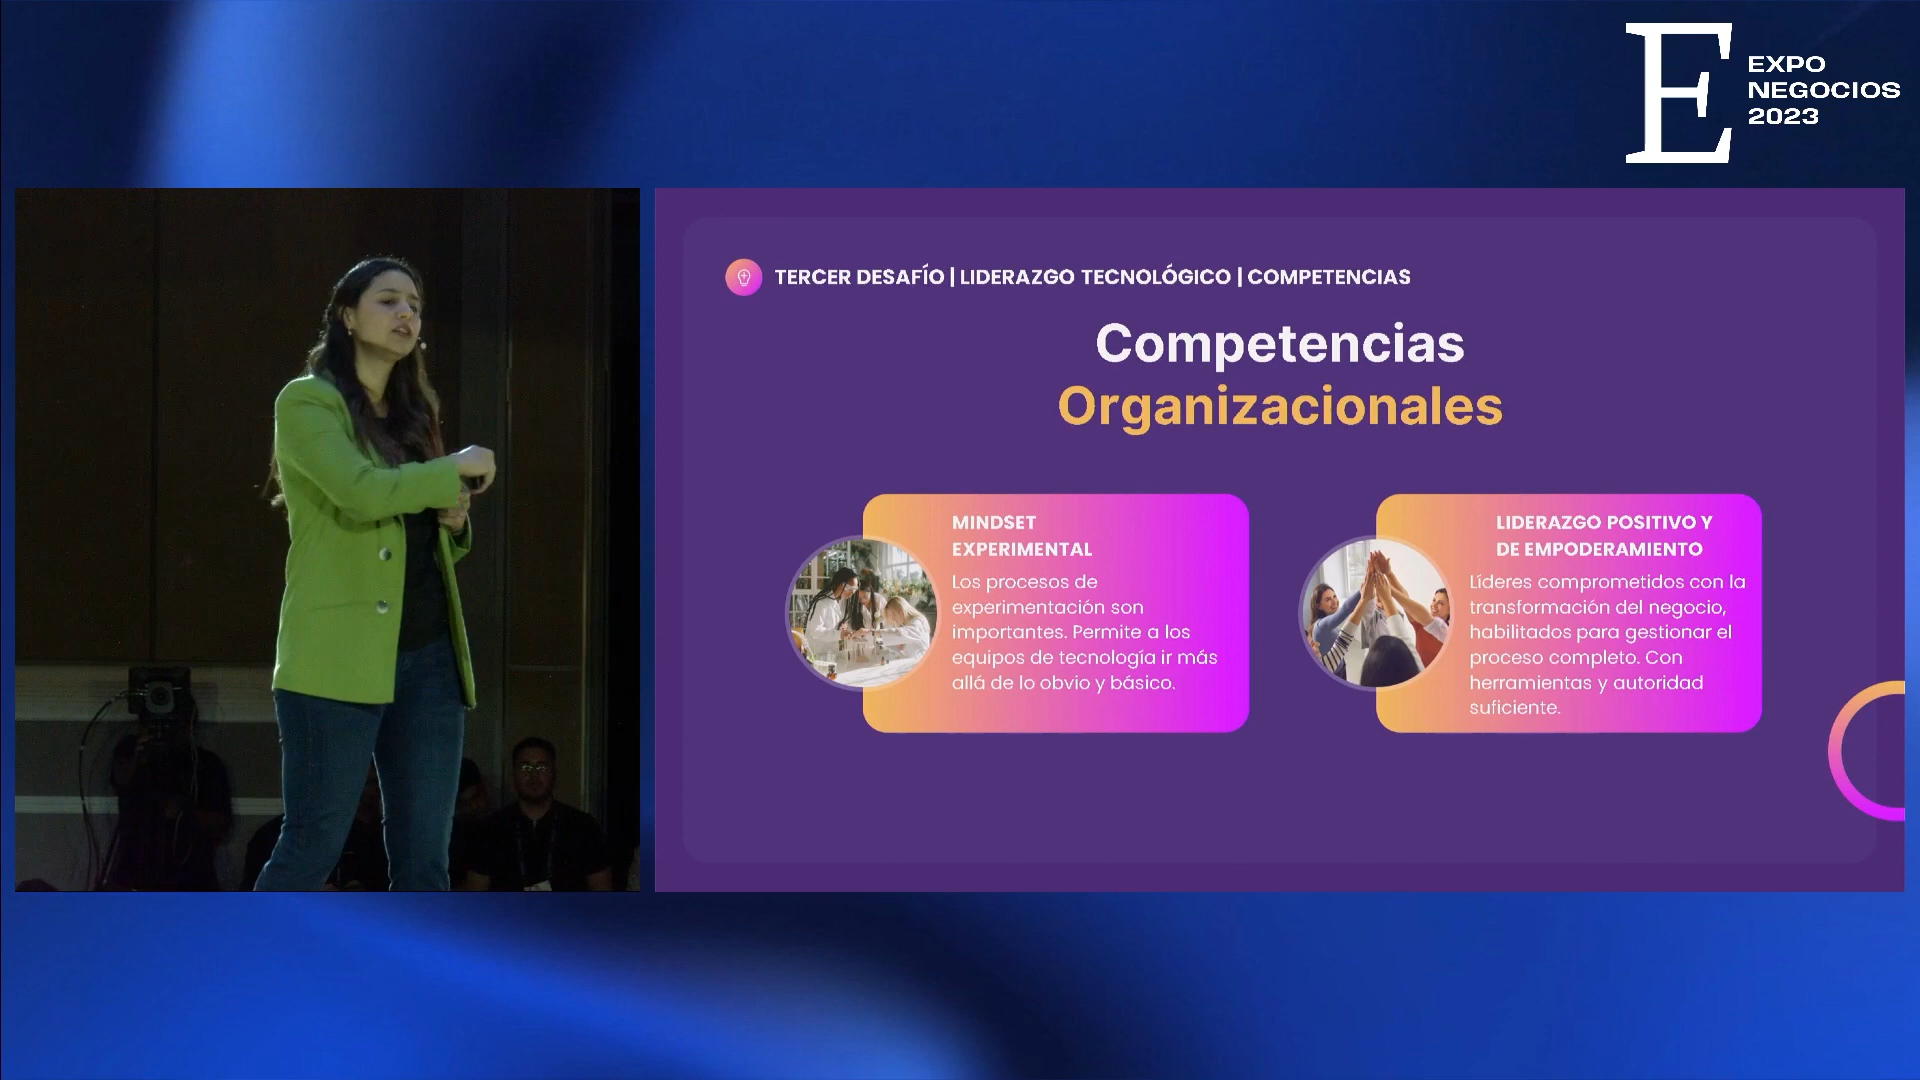 E
EXPO
NEGOCIOS
2023
TERCER DESAFÍO | LIDERAZGO TECNOLÓGICO | COMPETENCIAS
Competencias
Organizacionales
MINDSET
EXPERIMENTAL
Los procesos de
experimentación son
importantes. Permite a los
equipos de tecnología ir más
allá de lo obvio y básico.
LIDERAZGO POSITIVO Y
DE EMPODERAMIENTO
Líderes comprometidos con la
transformación del negocio,
habilitados para gestionar el
proceso completo. Con
herramientas y autoridad
suficiente.